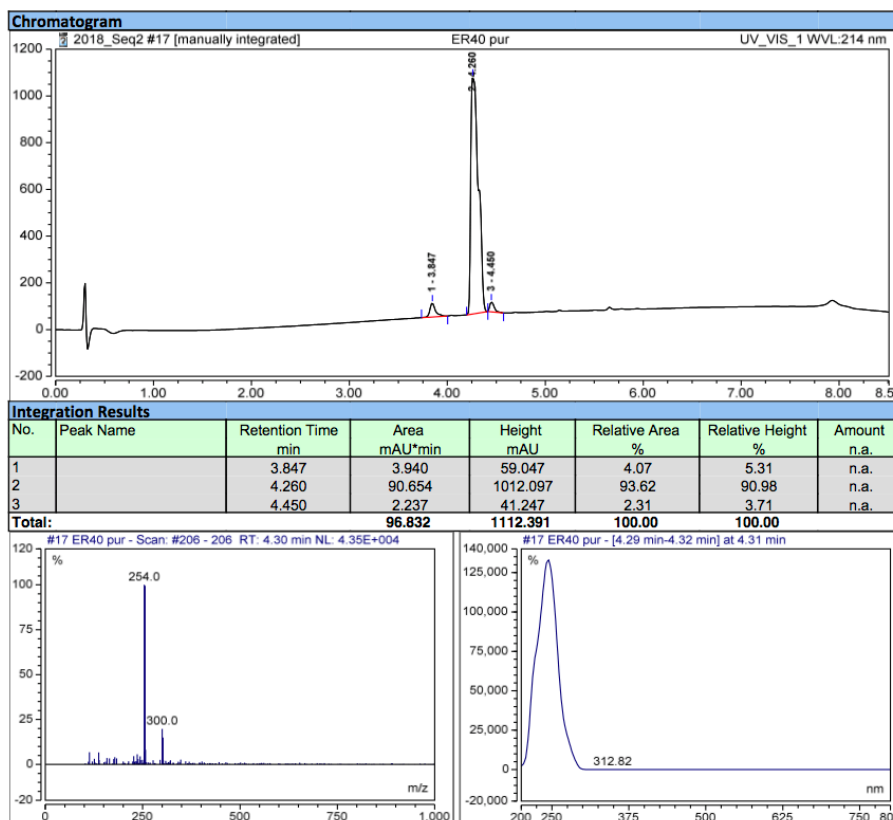 Chromatogram
2018_Seq2 #17 [manually integrated] ER40 pur UV_VIS_1 WVL:214 nm
1200
1000
800
600
400
200
0
-200
1 - 3.847
2 - 4.260
3 - 4.450
0.00 1.00 2.00 3.00 4.00 5.00 6.00 7.00 8.00 8.5
Integration Results
No. Peak Name Retention Time Area Height Relative Area Relative Height Amount
min mAU*min mAU % % n.a.
1 3.847 3.940 59.047 4.07 5.31 n.a.
2 4.260 90.654 1012.097 93.62 90.98 n.a.
3 4.450 2.237 41.247 2.31 3.71 n.a.
Total: 96.832 1112.391 100.00 100.00
#17 ER40 pur - Scan: #206 - 206 RT: 4.30 min NL: 4.35E+004
120
%
100
75
50
25
0
-20
254.0
300.0
m/z
0 250 500 750 1.000
#17 ER40 pur - [4.29 min-4.32 min] at 4.31 nm
140,000
%
125,000
100,000
75,000
50,000
25,000
0
-20,000
312.82
nm
200 250 375 500 625 750 80